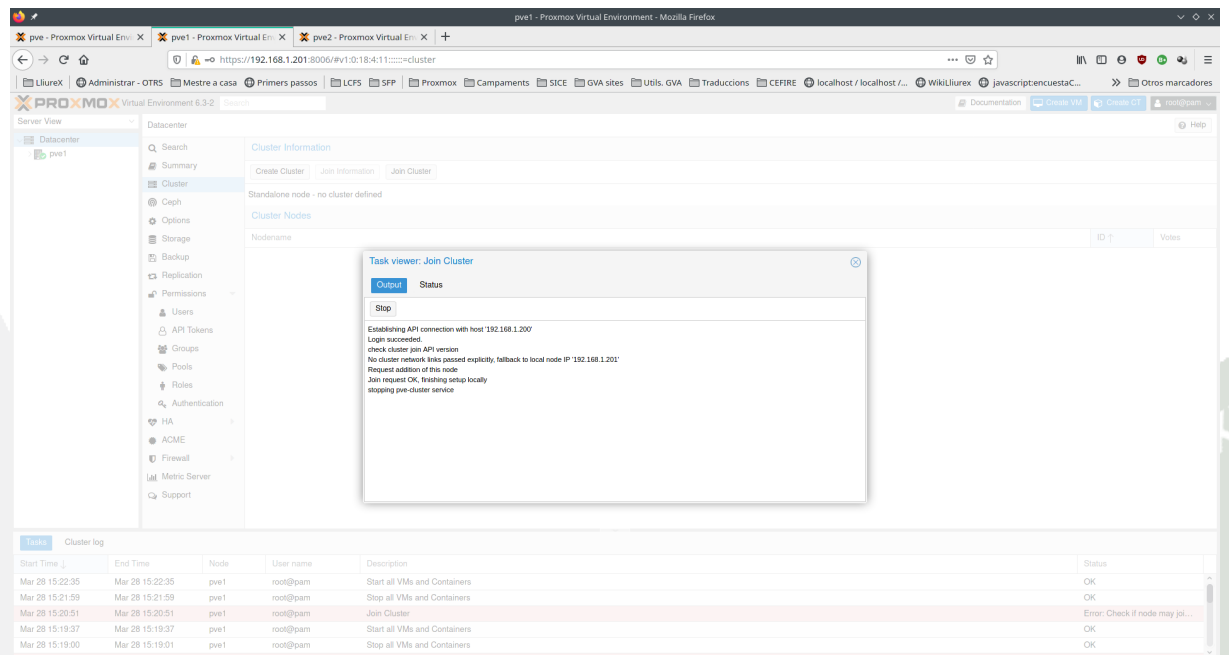 pve1 - Proxmox Virtual Environment - Mozilla Firefox
pve - Proxmox Virtual Envi
pve1 - Proxmox Virtual En
pve2 - Proxmox Virtual En
https://192.168.1.201:8006/#v1:0:18:4:11::::::=cluster
LliureX
Administrar - OTRS
Mestre a casa
Primers passos
LCFS
SFP
Proxmox
Campaments
SICE
GVA sites
Utils. GVA
Traduccions
CEFIRE
localhost / localhost /...
WikiLliurex
javascript:encuestaC...
Otros marcadores
PROXMOX Virtual Environment 6.3-2 Search
Documentation
Create VM
Create CT
root@pam
Server View
Datacenter
pve1
Datacenter
Help
Search
Summary
Cluster
Ceph
Options
Storage
Backup
Replication
Permissions
Users
API Tokens
Groups
Pools
Roles
Authentication
HA
ACME
Firewall
Metric Server
Support
Cluster Information
Create Cluster Join Information Join Cluster
Standalone node - no cluster defined
Cluster Nodes
Nodename ID ↑ Votes
Task viewer: Join Cluster
Output Status
Stop
Establishing API connection with host '192.168.1.200'
Login succeeded.
check cluster join API version
No cluster network links passed explicitly, fallback to local node IP '192.168.1.201'
Request addition of this node
Join request OK, finishing setup locally
stopping pve-cluster service
Tasks Cluster log
Start Time ↓ End Time Node User name Description Status
Mar 28 15:22:35 Mar 28 15:22:35 pve1 root@pam Start all VMs and Containers OK
Mar 28 15:21:59 Mar 28 15:21:59 pve1 root@pam Stop all VMs and Containers OK
Mar 28 15:20:51 Mar 28 15:20:51 pve1 root@pam Join Cluster Error: Check if node may joi...
Mar 28 15:19:37 Mar 28 15:19:37 pve1 root@pam Start all VMs and Containers OK
Mar 28 15:19:00 Mar 28 15:19:01 pve1 root@pam Stop all VMs and Containers OK